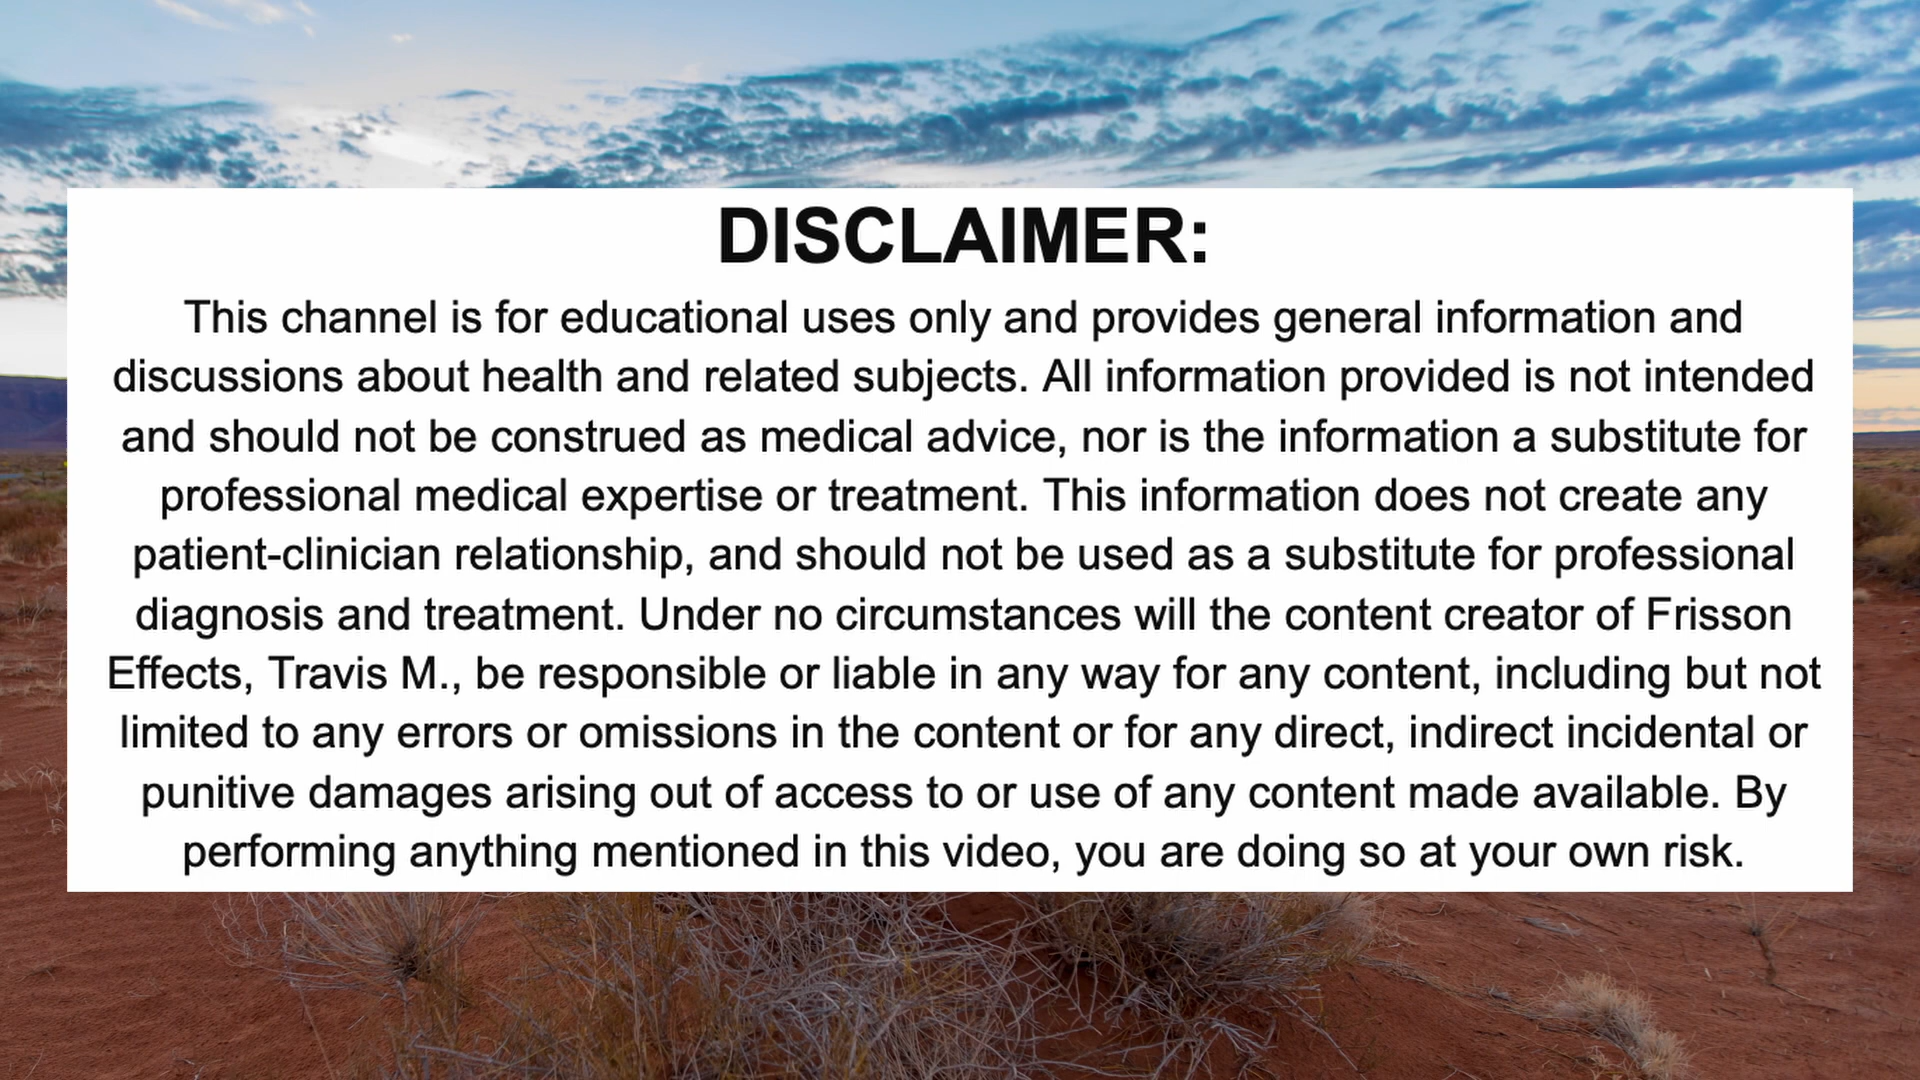 DISCLAIMER:
This channel is for educational uses only and provides general information and
discussions about health and related subjects. All information provided is not intended
and should not be construed as medical advice, nor is the information a substitute for
professional medical expertise or treatment. This information does not create any
patient-clinician relationship, and should not be used as a substitute for professional
diagnosis and treatment. Under no circumstances will the content creator of Frisson
Effects, Travis M., be responsible or liable in any way for any content, including but not
limited to any errors or omissions in the content or for any direct, indirect incidental or
punitive damages arising out of access to or use of any content made available. By
performing anything mentioned in this video, you are doing so at your own risk.